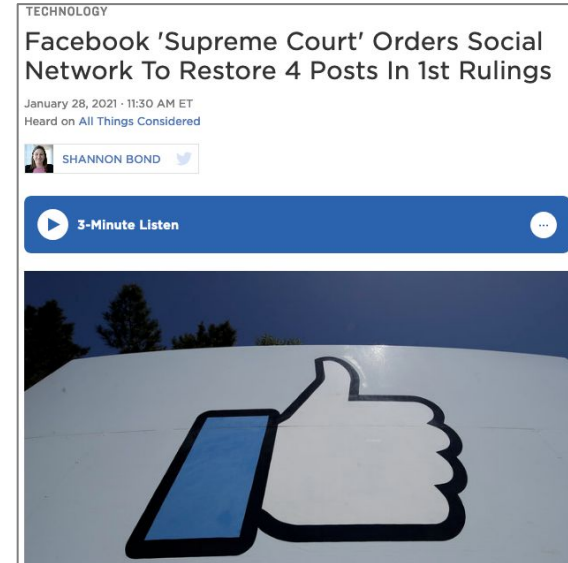 TECHNOLOGY
Facebook 'Supreme Court' Orders Social
Network To Restore 4 Posts In 1st Rulings
January 28, 2021 · 11:30 AM ET
Heard on All Things Considered
SHANNON BOND
3-Minute Listen